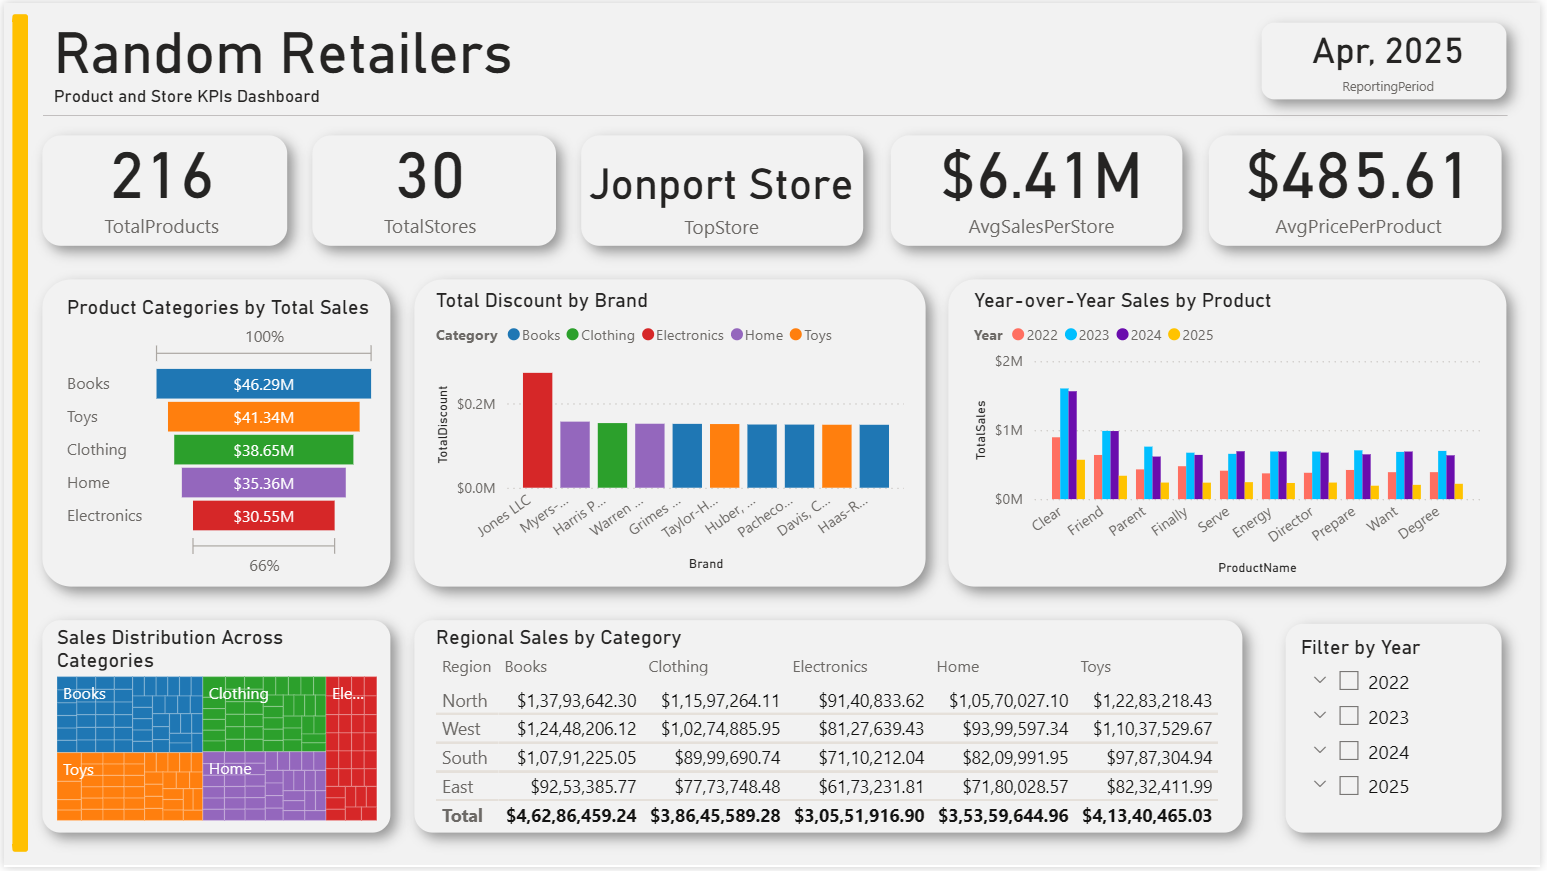 Random Retailers
Product and Store KPIs Dashboard
Apr, 2025
ReportingPeriod
216
TotalProducts
30
TotalStores
Jonport Store
TopStore
$6.41M
AvgSalesPerStore
$485.61
AvgPricePerProduct
Product Categories by Total Sales
100%
Books $46.29M
Toys $41.34M
Clothing $38.65M
Home $35.36M
Electronics $30.55M
66%
Total Discount by Brand
Category Books Clothing Electronics Home Toys
TotalDiscount
$0.2M
$0.0M
Jones LLC Myers-... Harris P... Warren ... Grimes ... Taylor-H... Huber, ... Pacheco... Davis, C... Haas-R...
Brand
Year-over-Year Sales by Product
Year 2022 2023 2024 2025
TotalSales
$2M
$1M
$0M
Clear Friend Parent Finally Serve Energy Director Prepare Want Degree
ProductName
Sales Distribution Across
Categories
Books Clothing Ele...
Toys Home
Regional Sales by Category
Region Books Clothing Electronics Home Toys
North $1,37,93,642.30 $1,15,97,264.11 $91,40,833.62 $1,05,70,027.10 $1,22,83,218.43
West $1,24,48,206.12 $1,02,74,885.95 $81,27,639.43 $93,99,597.34 $1,10,37,529.67
South $1,07,91,225.05 $89,99,690.74 $71,10,212.04 $82,09,991.95 $97,87,304.94
East $92,53,385.77 $77,73,748.48 $61,73,231.81 $71,80,028.57 $82,32,411.99
Total $4,62,86,459.24 $3,86,45,589.28 $3,05,51,916.90 $3,53,59,644.96 $4,13,40,465.03
Filter by Year
2022
2023
2024
2025